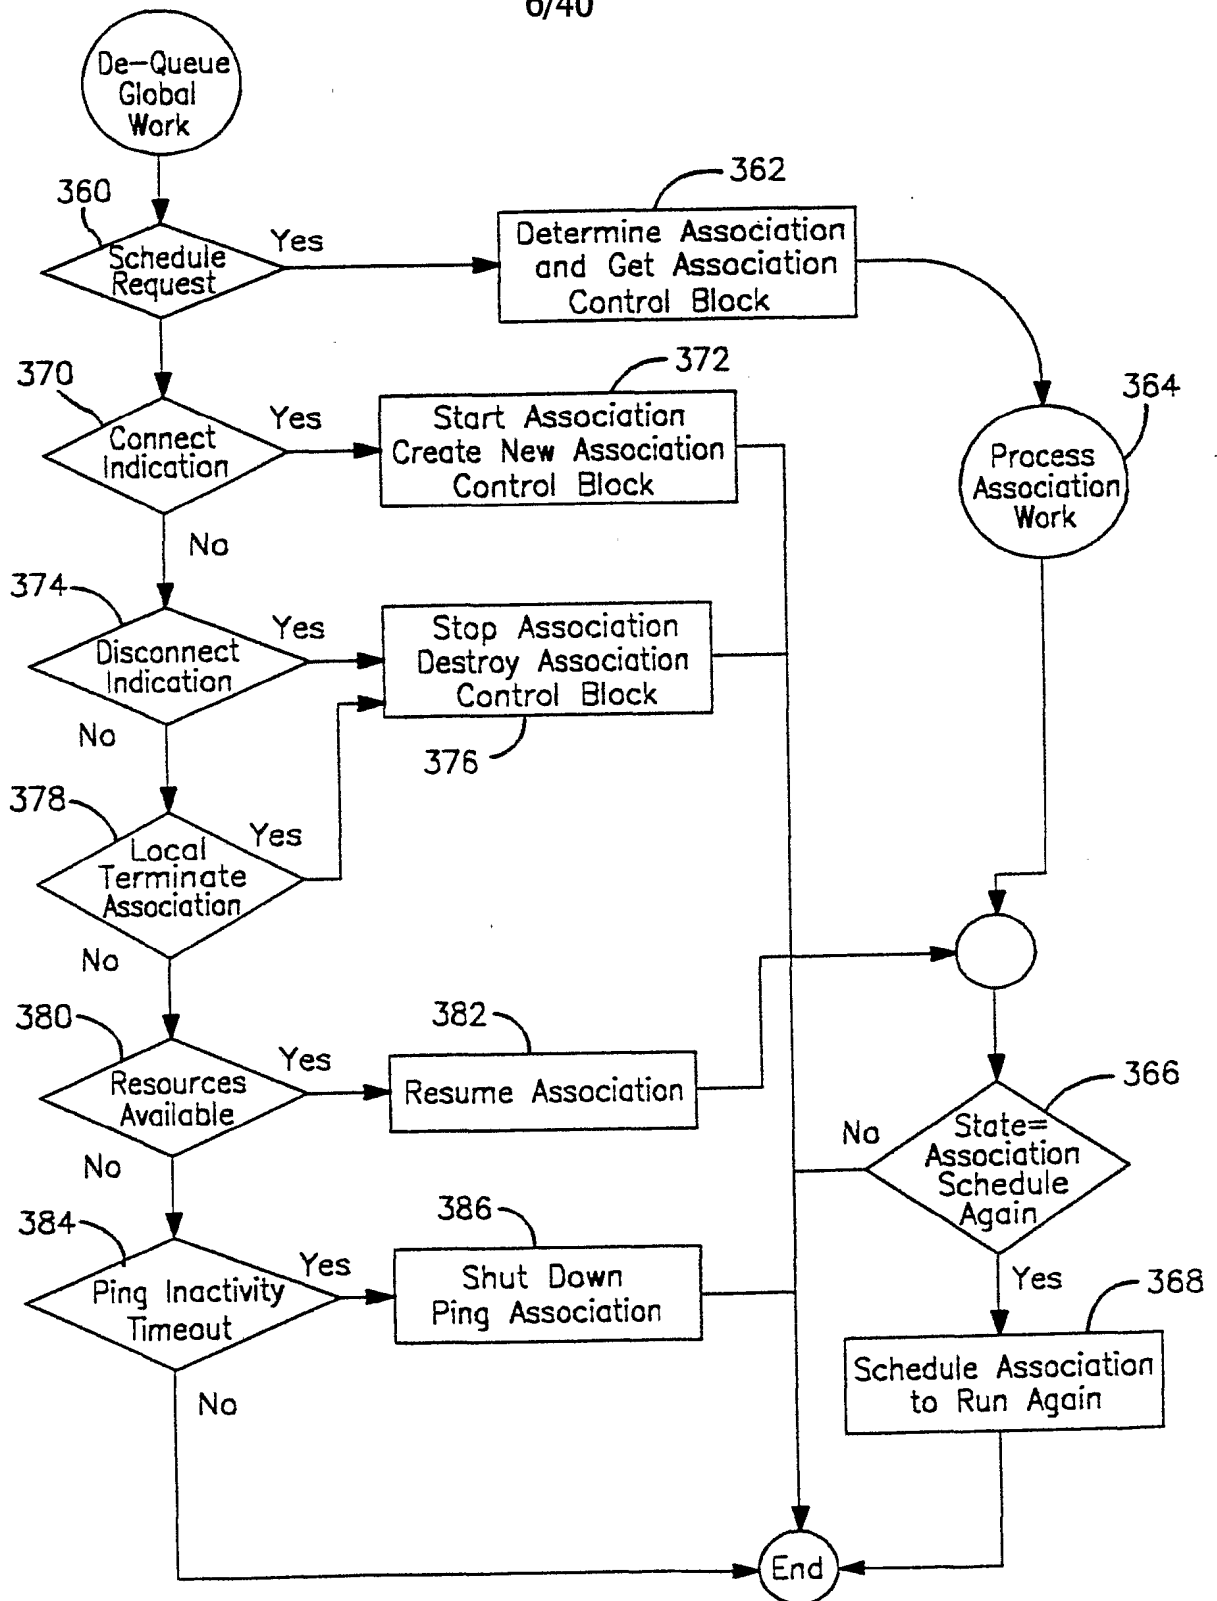 6/40
De-Queue
Global
Work
360
Schedule
Request
Yes
362
Determine Association
and Get Association
Control Block
370
Connect
Indication
Yes
372
Start Association
Create New Association
Control Block
364
Process
Association
Work
No
374
Disconnect
Indication
Yes
Stop Association
Destroy Association
Control Block
376
No
378
Local
Terminate
Association
Yes
No
380
Resources
Available
Yes
382
Resume Association
366
State=
Association
Schedule
Again
No
Yes
No
384
Ping Inactivity
Timeout
Yes
386
Shut Down
Ping Association
368
Schedule Association
to Run Again
No
End